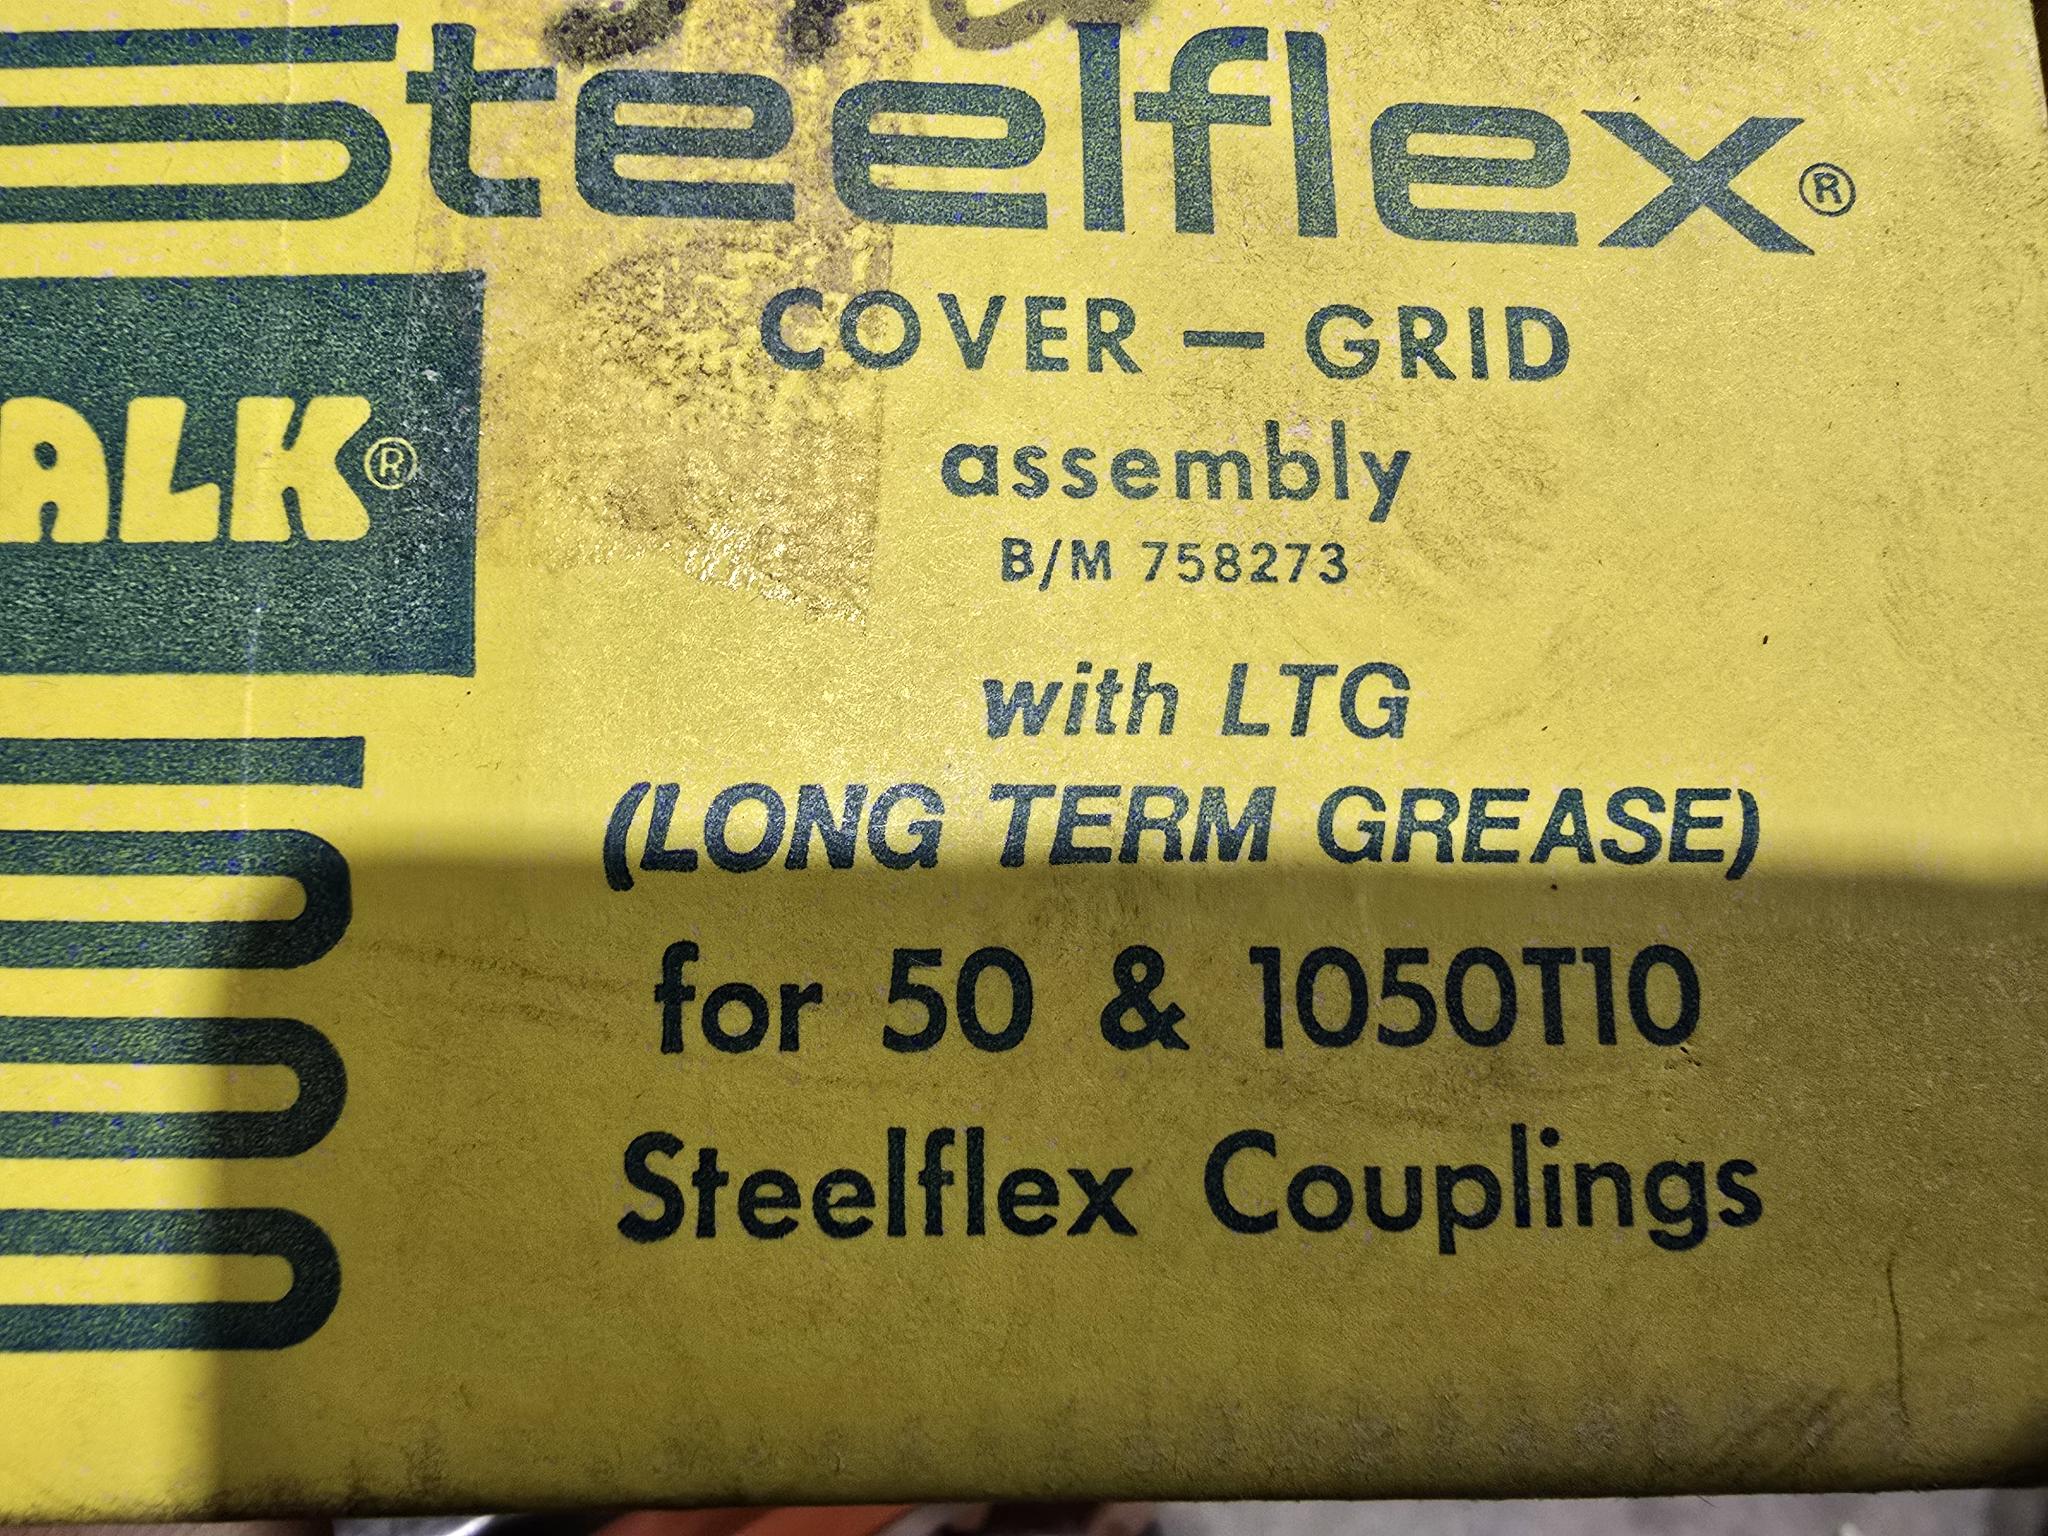 Steelflex®
COVER – GRID
ALK®
assembly
B/M 758273
with LTG
(LONG TERM GREASE)
for 50 & 1050T10
Steelflex Couplings